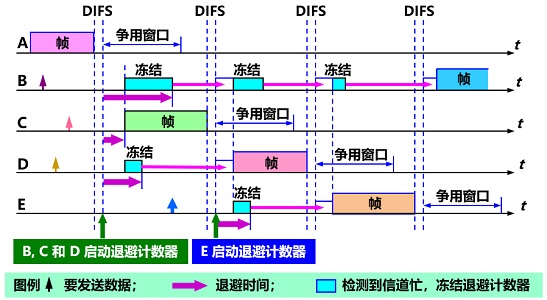 DIFS DIFS DIFS DIFS
A 帧 争用窗口 t
B 冻结 冻结 冻结 帧 t
C 帧 争用窗口 t
D 冻结 帧 争用窗口 t
E 冻结 帧 争用窗口 t
B, C 和 D 启动退避计数器 E 启动退避计数器
图例 要发送数据； 退避时间； 检测到信道忙，冻结退避计数器